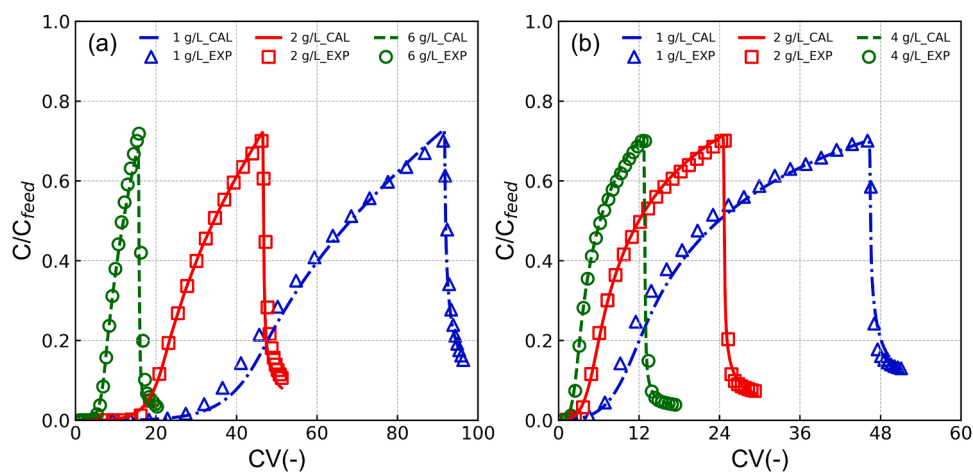 (a)
1 g/L_CAL 2 g/L_CAL 6 g/L_CAL
1 g/L_EXP 2 g/L_EXP 6 g/L_EXP
C/C_feed
1.0
0.8
0.6
0.4
0.2
0.0
0 20 40 60 80 100
CV(-)
(b)
1 g/L_CAL 2 g/L_CAL 4 g/L_CAL
1 g/L_EXP 2 g/L_EXP 4 g/L_EXP
C/C_feed
1.0
0.8
0.6
0.4
0.2
0.0
0 12 24 36 48 60
CV(-)